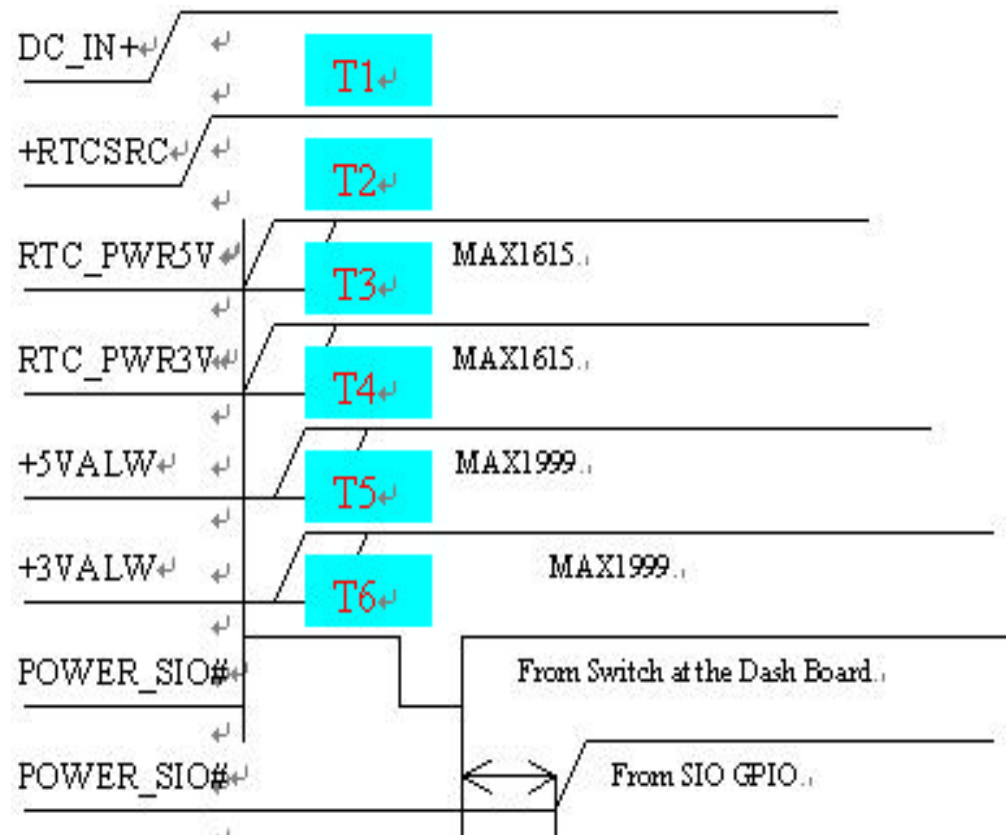 DC_IN+
T1
+RTCSRC
T2
RTC_PWR5V
MAX1615
T3
RTC_PWR3V
MAX1615
T4
+5VALW
MAX1999
T5
+3VALW
MAX1999
T6
POWER_SIO#
From Switch at the Dash Board
POWER_SIO#
From SIO GPIO